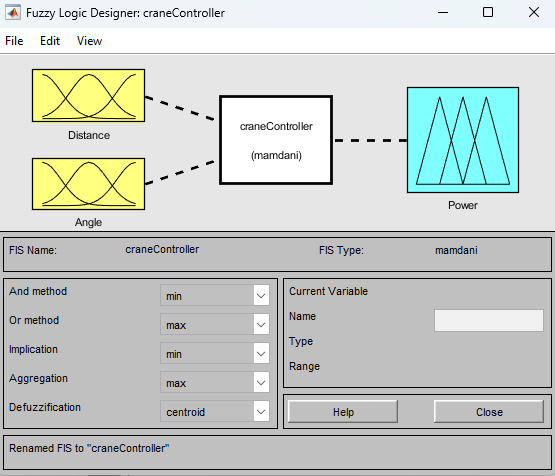 Fuzzy Logic Designer: craneController
File Edit View
Distance
craneController
(mamdani)
Angle
Power
FIS Name: craneController FIS Type: mamdani
And method min
Or method max
Implication min
Aggregation max
Defuzzification centroid
Current Variable
Name
Type
Range
Help Close
Renamed FIS to "craneController"